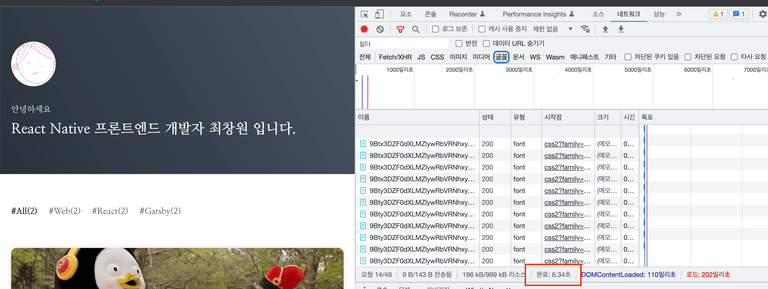 안녕하세요
React Native 프론트엔드 개발자 최창원 입니다.
#All(2) #Web(2) #React(2) #Gatsby(2)
요소 콘솔 Recorder Performance insights 소스 네트워크 성능 » 1 1
로그 보존 캐시 사용 중지 제한 없음
필터 반전 데이터 URL 숨기기
전체 Fetch/XHR JS CSS 이미지 미디어 글꼴 문서 WS Wasm 매니페스트 기타 차단된 쿠키 있음 차단된 요청 타사 요청
1000밀리초 2000밀리초 3000밀리초 4000밀리초 5000밀리초 6000밀리초 7000밀리초
이름 상태 유형 시작점 크기 시간 폭포
9Btx3DZF0dXLMZlywRbVRNhxy... 200 font css2?family=... (메모... 0...
9Btx3DZF0dXLMZlywRbVRNhxy... 200 font css2?family=... (메모... 0...
9Btx3DZF0dXLMZlywRbVRNhxy... 200 font css2?family=... (메모... 0...
9Btx3DZF0dXLMZlywRbVRNhxy... 200 font css2?family=... (메모... 0...
9Bty3DZF0dXLMZlywRbVRNhxy... 200 font css2?family=... (메모... 0...
9Bty3DZF0dXLMZlywRbVRNhxy... 200 font css2?family=... (메모... 0...
9Bty3DZF0dXLMZlywRbVRNhxy... 200 font css2?family=... (메모... 0...
9Bty3DZF0dXLMZlywRbVRNhxy... 200 font css2?family=... (메모... 0...
9Bty3DZF0dXLMZlywRbVRNhxy... 200 font css2?family=... (메모... 0...
요청 14/46 0 B/143 B 전송됨 196 kB/999 kB 리소스 완료: 6.34초 DOMContentLoaded: 110밀리초 로드: 202밀리초